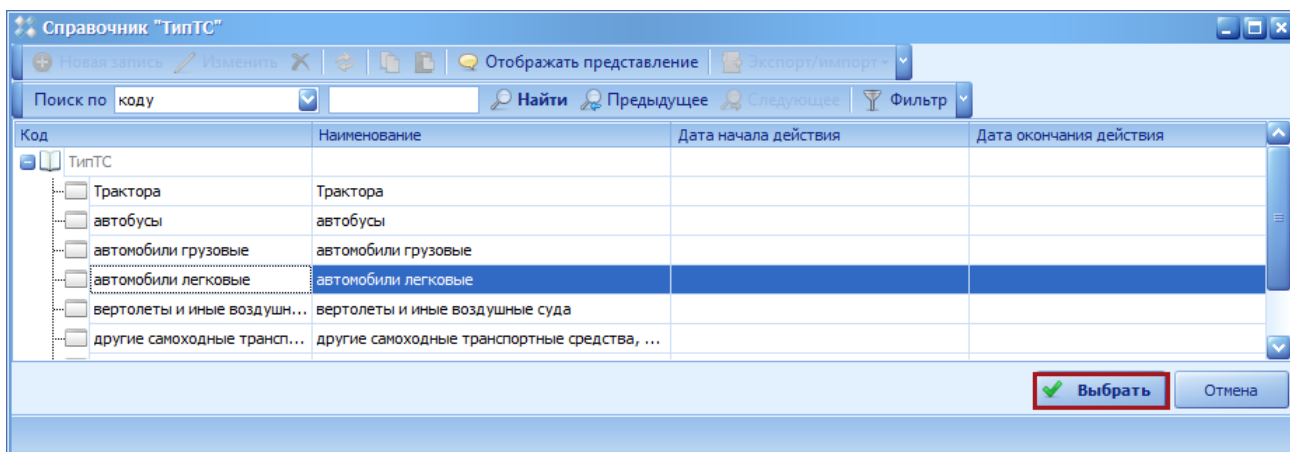 Справочник "ТипТС"
Новая запись Изменить Отображать представление Экспорт/импорт
Поиск по коду Найти Предыдущее Следующее Фильтр
Код Наименование Дата начала действия Дата окончания действия
ТипТС
Трактора Трактора
автобусы автобусы
автомобили грузовые автомобили грузовые
автомобили легковые автомобили легковые
вертолеты и иные воздушн... вертолеты и иные воздушные суда
другие самоходные трансп... другие самоходные транспортные средства, ...
Выбрать Отмена